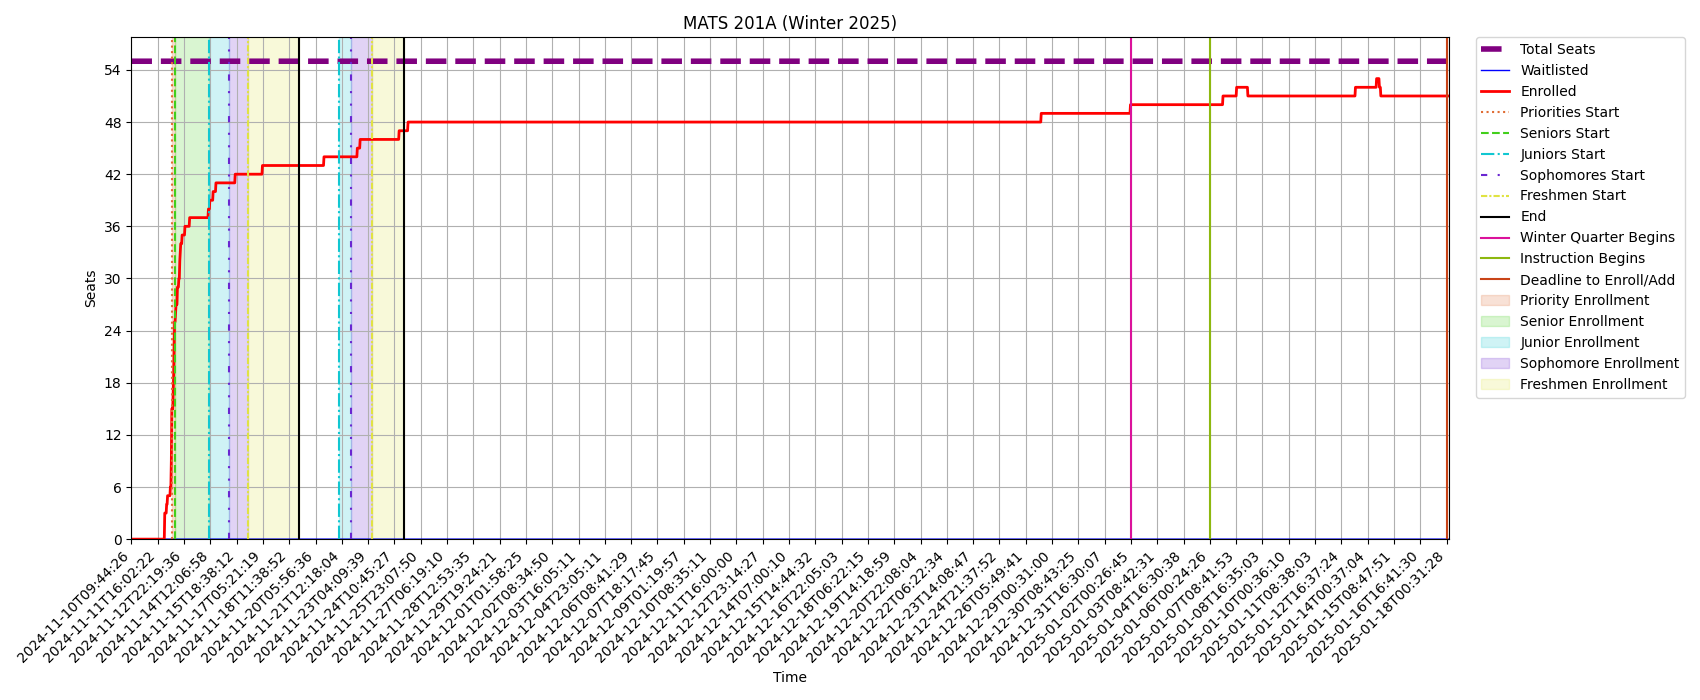 MATS 201A (Winter 2025)
Total Seats
Waitlisted
Enrolled
Priorities Start
Seniors Start
Juniors Start
Sophomores Start
Freshmen Start
End
Winter Quarter Begins
Instruction Begins
Deadline to Enroll/Add
Priority Enrollment
Senior Enrollment
Junior Enrollment
Sophomore Enrollment
Freshmen Enrollment
Seats
54
48
42
36
30
24
18
12
6
0
2024-11-10T09:44:26
2024-11-11T16:02:22
2024-11-12T22:19:36
2024-11-14T12:06:58
2024-11-15T18:38:12
2024-11-17T05:21:19
2024-11-18T11:38:52
2024-11-20T05:56:36
2024-11-21T12:18:04
2024-11-23T04:09:39
2024-11-24T10:45:27
2024-11-25T23:07:50
2024-11-27T06:19:10
2024-11-28T12:53:35
2024-11-29T19:24:21
2024-12-01T01:58:25
2024-12-02T08:34:50
2024-12-03T16:05:11
2024-12-04T23:05:11
2024-12-06T08:41:29
2024-12-07T18:17:45
2024-12-09T01:19:57
2024-12-10T08:35:11
2024-12-11T16:00:00
2024-12-12T23:14:27
2024-12-14T07:00:10
2024-12-15T14:44:32
2024-12-16T22:05:03
2024-12-18T06:22:15
2024-12-19T14:18:59
2024-12-20T22:08:04
2024-12-22T06:22:34
2024-12-23T14:08:47
2024-12-24T21:37:52
2024-12-26T05:49:41
2024-12-29T00:31:00
2024-12-30T08:43:25
2024-12-31T16:30:07
2025-01-02T00:26:45
2025-01-03T08:42:31
2025-01-04T16:30:38
2025-01-06T00:24:26
2025-01-07T08:41:53
2025-01-08T16:35:03
2025-01-10T00:36:10
2025-01-11T08:38:03
2025-01-12T16:37:24
2025-01-14T00:37:04
2025-01-15T08:47:51
2025-01-16T16:41:30
2025-01-18T00:31:28
Time